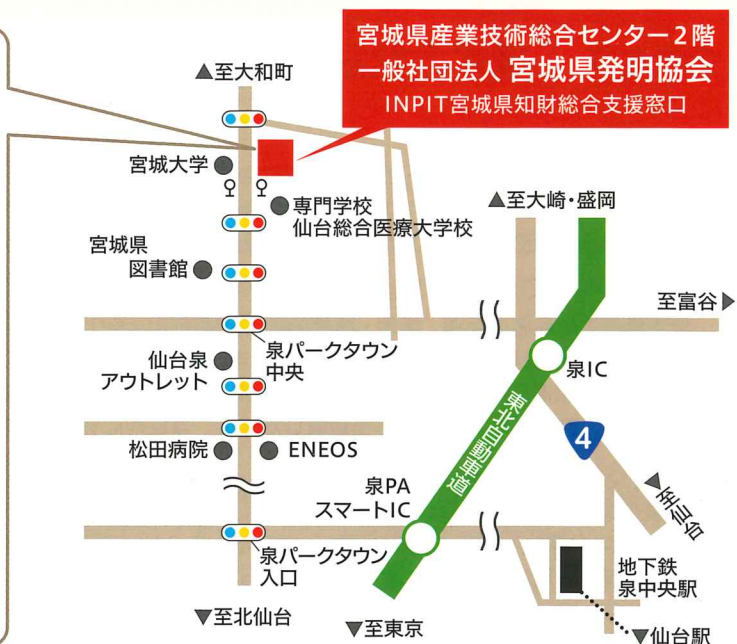 宮城県産業技術総合センター2階
一般社団法人 宮城県発明協会
INPIT宮城県知財総合支援窓口
▲至大和町
宮城大学
専門学校
仙台総合医療大学校
▲至大崎・盛岡
宮城県
図書館
至富谷▶
泉パークタウン
中央
仙台泉
アウトレット
泉IC
東北自動車道
4
松田病院
ENEOS
泉PA
スマートIC
▼至仙台
泉パークタウン
入口
地下鉄
泉中央駅
▼至北仙台
▼至東京
▼仙台駅